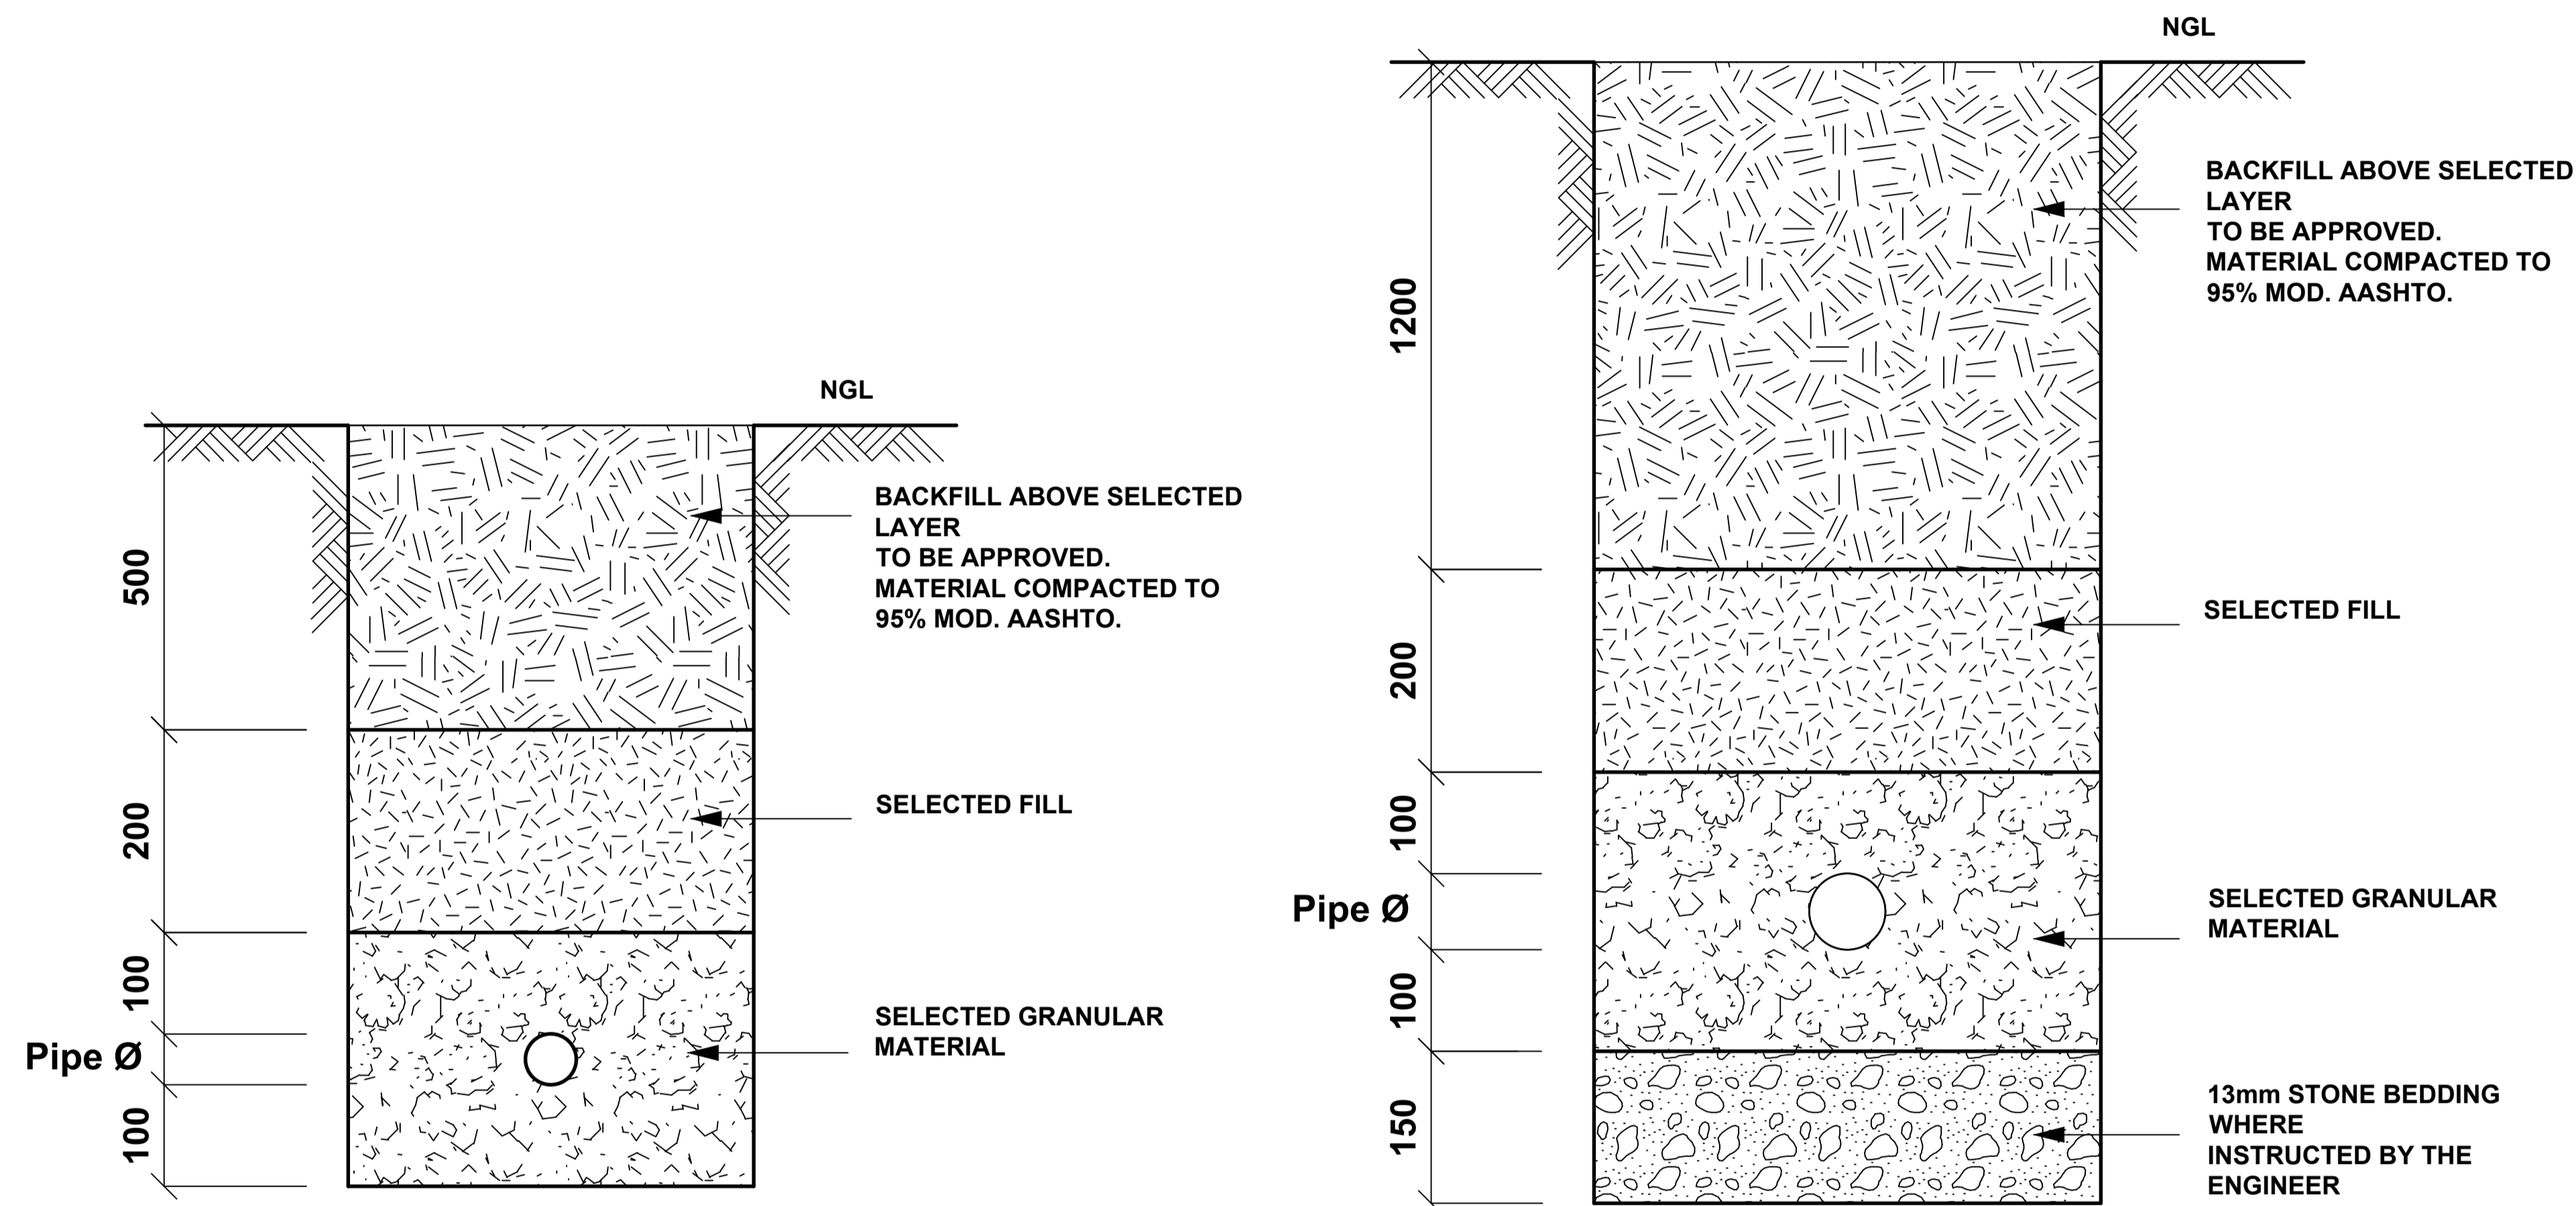 NGL
500
200
100
Pipe Ø
100
BACKFILL ABOVE SELECTED
LAYER
TO BE APPROVED.
MATERIAL COMPACTED TO
95% MOD. AASHTO.
SELECTED FILL
SELECTED GRANULAR
MATERIAL
NGL
1200
200
100
Pipe Ø
100
150
BACKFILL ABOVE SELECTED
LAYER
TO BE APPROVED.
MATERIAL COMPACTED TO
95% MOD. AASHTO.
SELECTED FILL
SELECTED GRANULAR
MATERIAL
13mm STONE BEDDING
WHERE
INSTRUCTED BY THE
ENGINEER